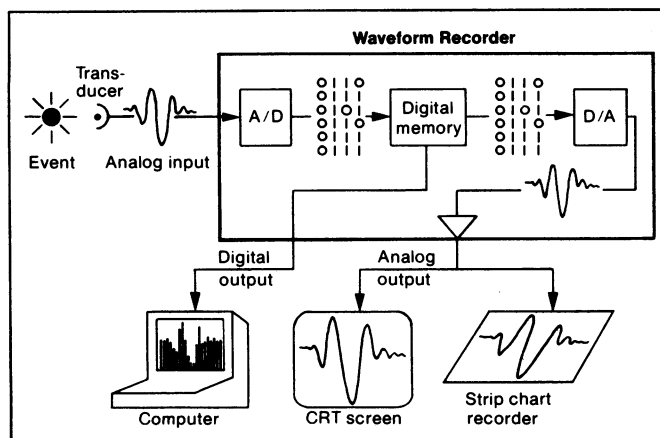 Waveform Recorder
Trans-
ducer
A/D
Digital
memory
D/A
Event
Analog input
Digital
output
Analog
output
Computer
CRT screen
Strip chart
recorder